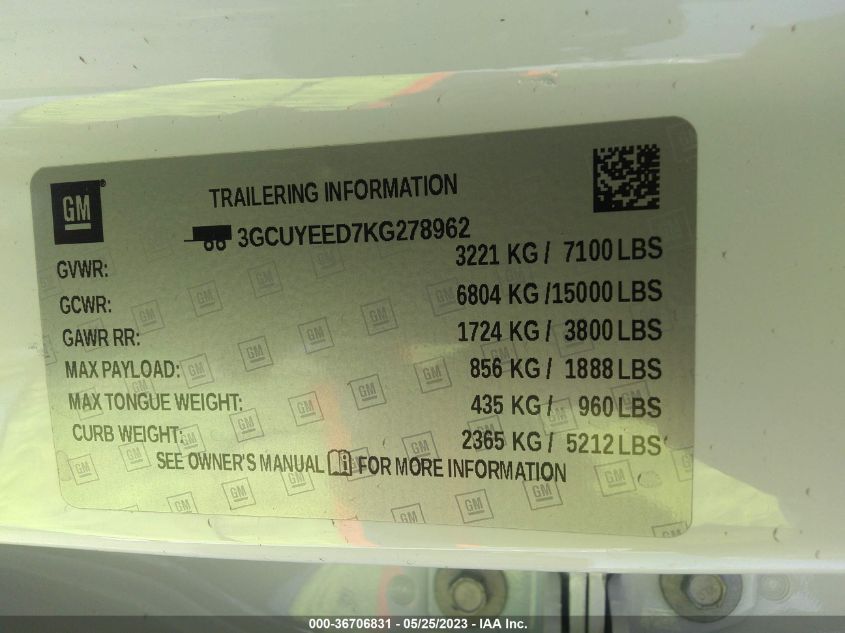 GM
TRAILERING INFORMATION
3GCUYEED7KG278962
GVWR: 3221 KG / 7100 LBS
GCWR: 6804 KG /15000 LBS
GAWR RR: 1724 KG / 3800 LBS
MAX PAYLOAD: 856 KG / 1888 LBS
MAX TONGUE WEIGHT: 435 KG / 960 LBS
CURB WEIGHT: 2365 KG / 5212 LBS
SEE OWNER'S MANUAL FOR MORE INFORMATION
000-36706831 - 05/25/2023 - IAA Inc.